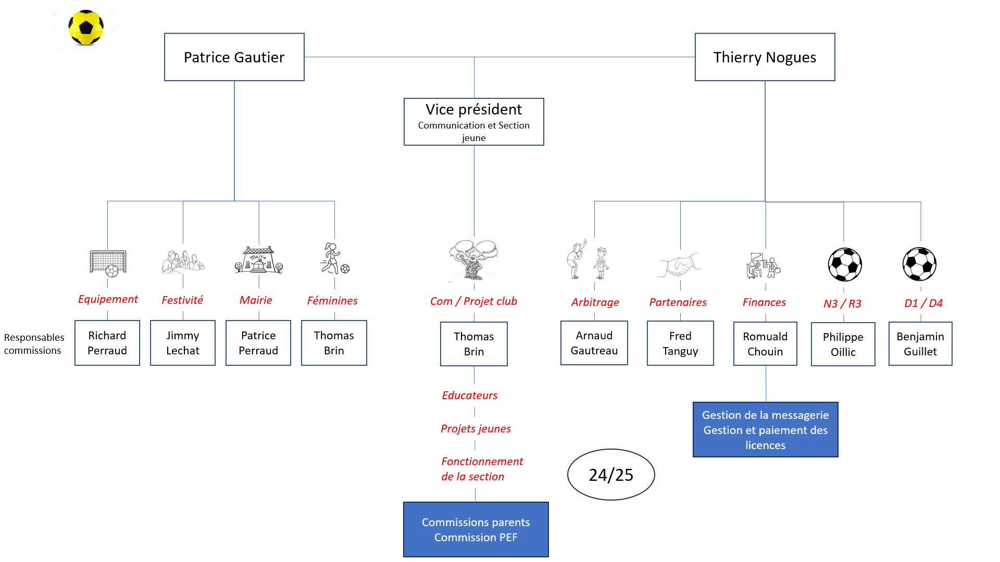 Patrice Gautier
Thierry Nogues
Vice président
Communication et Section
jeune
Mairie
Equipement
Festivité
Mairie
Féminines
Com / Projet club
Arbitrage
Partenaires
Finances
N3 / R3
D1 / D4
Responsables
commissions
Richard
Perraud
Jimmy
Lechat
Patrice
Perraud
Thomas
Brin
Thomas
Brin
Arnaud
Gautreau
Fred
Tanguy
Romuald
Chouin
Philippe
Oillic
Benjamin
Guillet
Educateurs
Projets jeunes
Fonctionnement
de la section
Gestion de la messagerie
Gestion et paiement des
licences
24/25
Commissions parents
Commission PEF